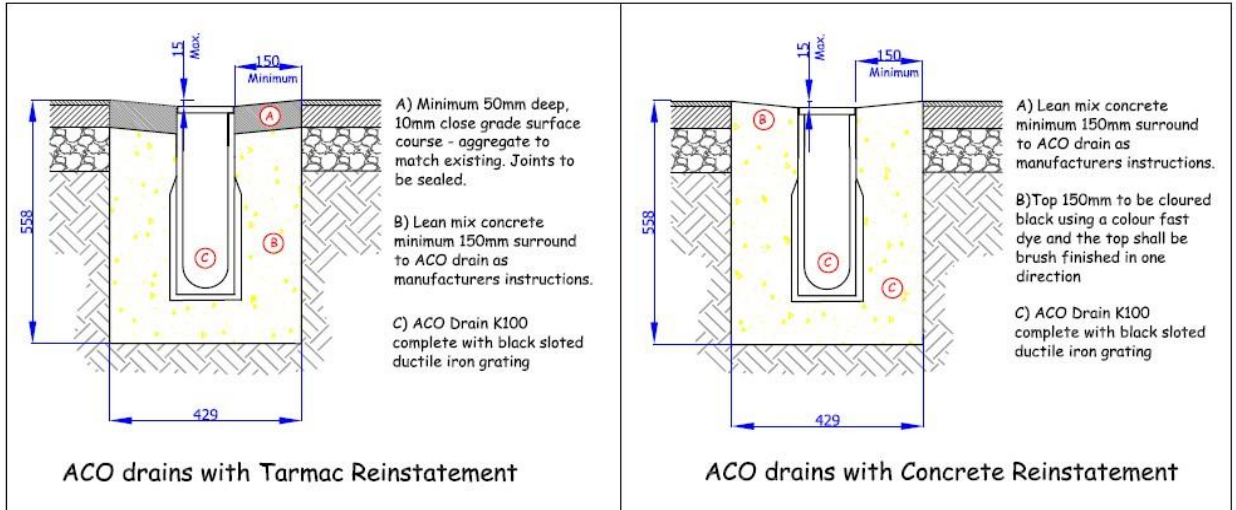 15
Max.
150
Minimum
A
B
C
558
429
A) Minimum 50mm deep,
10mm close grade surface
course - aggregate to
match existing. Joints to
be sealed.
B) Lean mix concrete
minimum 150mm surround
to ACO drain as
manufacturers instructions.
C) ACO Drain K100
complete with black sloted
ductile iron grating
ACO drains with Tarmac Reinstatement
15
Max.
150
Minimum
B
C
C
558
429
A) Lean mix concrete
minimum 150mm surround
to ACO drain as
manufacturers instructions.
B)Top 150mm to be cloured
black using a colour fast
dye and the top shall be
brush finished in one
direction
C) ACO Drain K100
complete with black sloted
ductile iron grating
ACO drains with Concrete Reinstatement